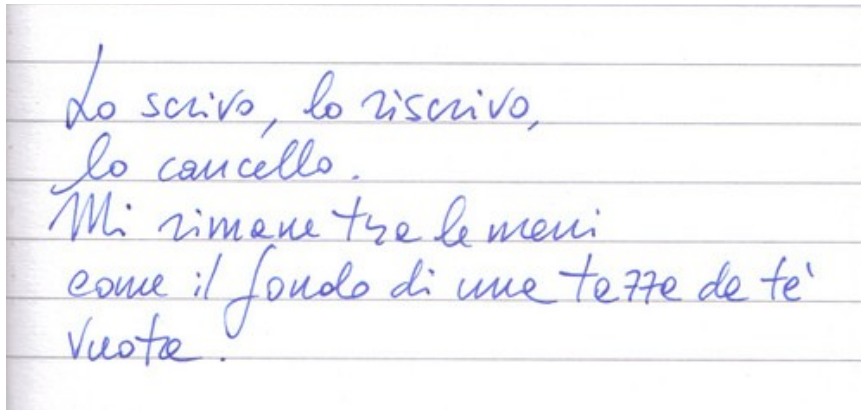 Lo scrivo, lo riscrivo,
lo cancello.
Mi rimane tra le mani
come il fondo di una tazza da tè
vuota.